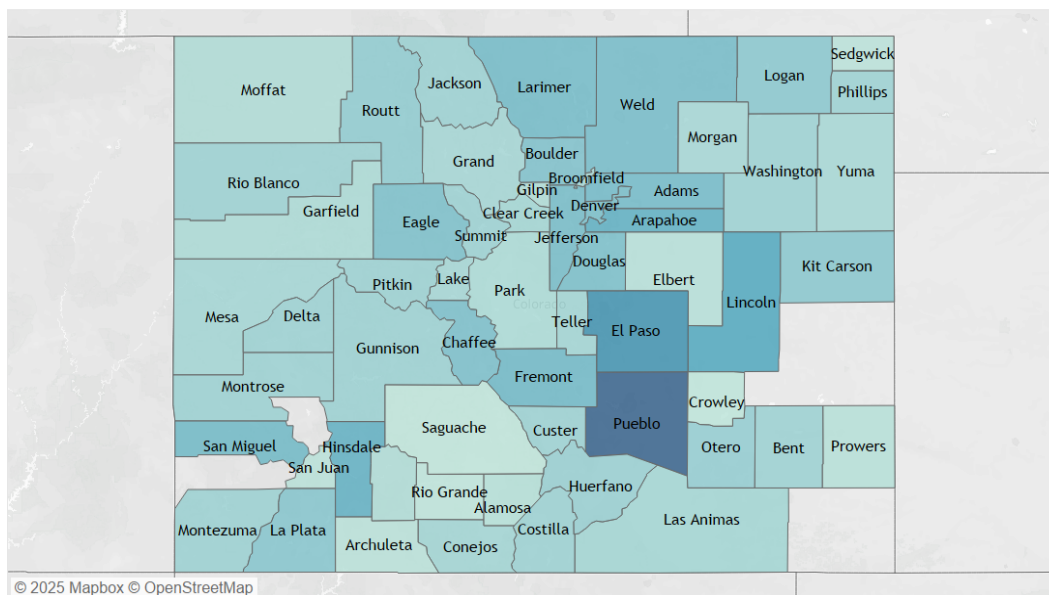 Sedgwick
Moffat
Jackson
Larimer
Logan
Phillips
Routt
Weld
Morgan
Boulder
Grand
Washington
Yuma
Broomfield
Rio Blanco
Gilpin
Adams
Garfield
Denver
Clear Creek
Eagle
Arapahoe
Summit
Jefferson
Douglas
Kit Carson
Lake
Elbert
Pitkin
Park
Lincoln
Colorado
Mesa
Delta
Teller
El Paso
Gunnison
Chaffee
Fremont
Montrose
Crowley
Pueblo
Saguache
Custer
San Miguel
Hinsdale
Otero
Bent
Prowers
San Juan
Huerfano
Rio Grande
Alamosa
Las Animas
Montezuma
La Plata
Costilla
Archuleta
Conejos
© 2025 Mapbox © OpenStreetMap